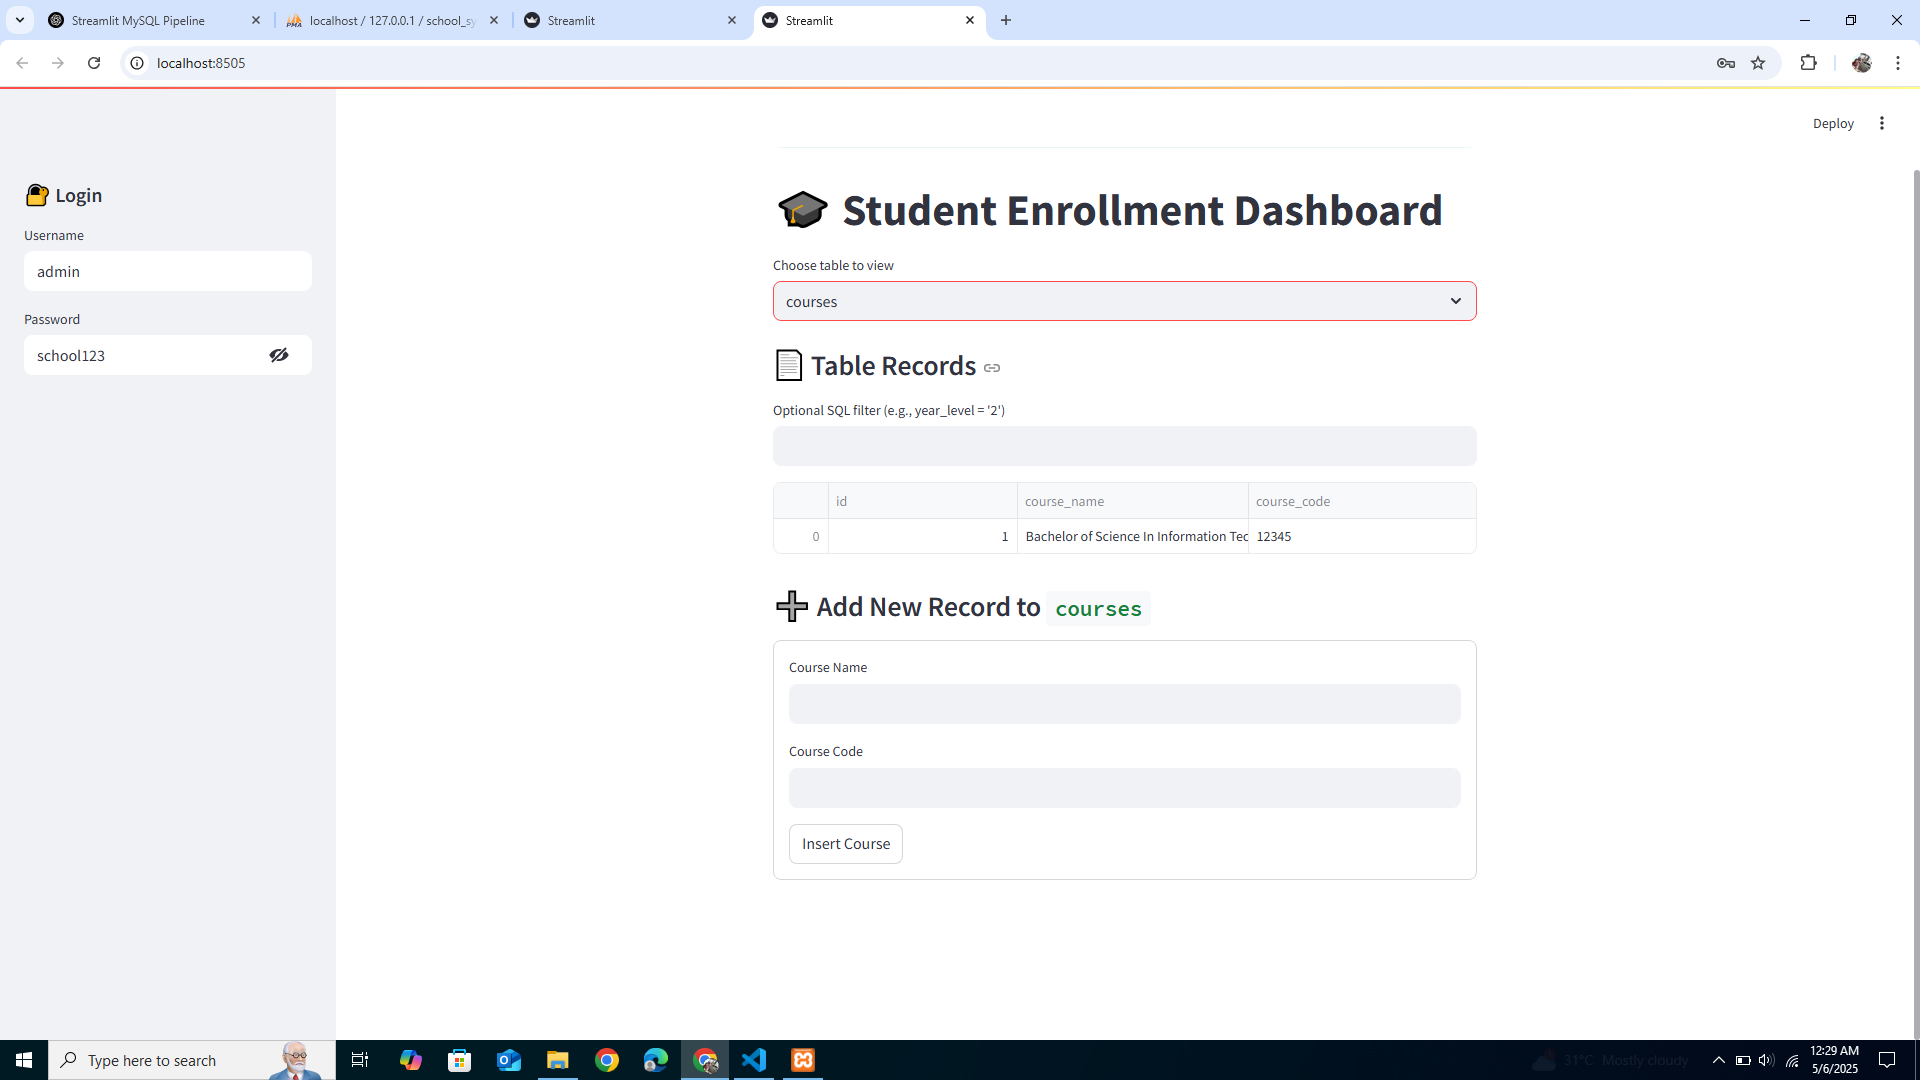 Streamlit MySQL Pipeline
localhost / 127.0.0.1 / school_sy
Streamlit
Streamlit
localhost:8505
Deploy
Login
Username
admin
Password
school123
Student Enrollment Dashboard
Choose table to view
courses
Table Records
Optional SQL filter (e.g., year_level = '2')
id course_name course_code
0 1 Bachelor of Science In Information Tec 12345
Add New Record to courses
Course Name
Course Code
Insert Course
Type here to search
31°C Mostly cloudy
12:29 AM
5/6/2025